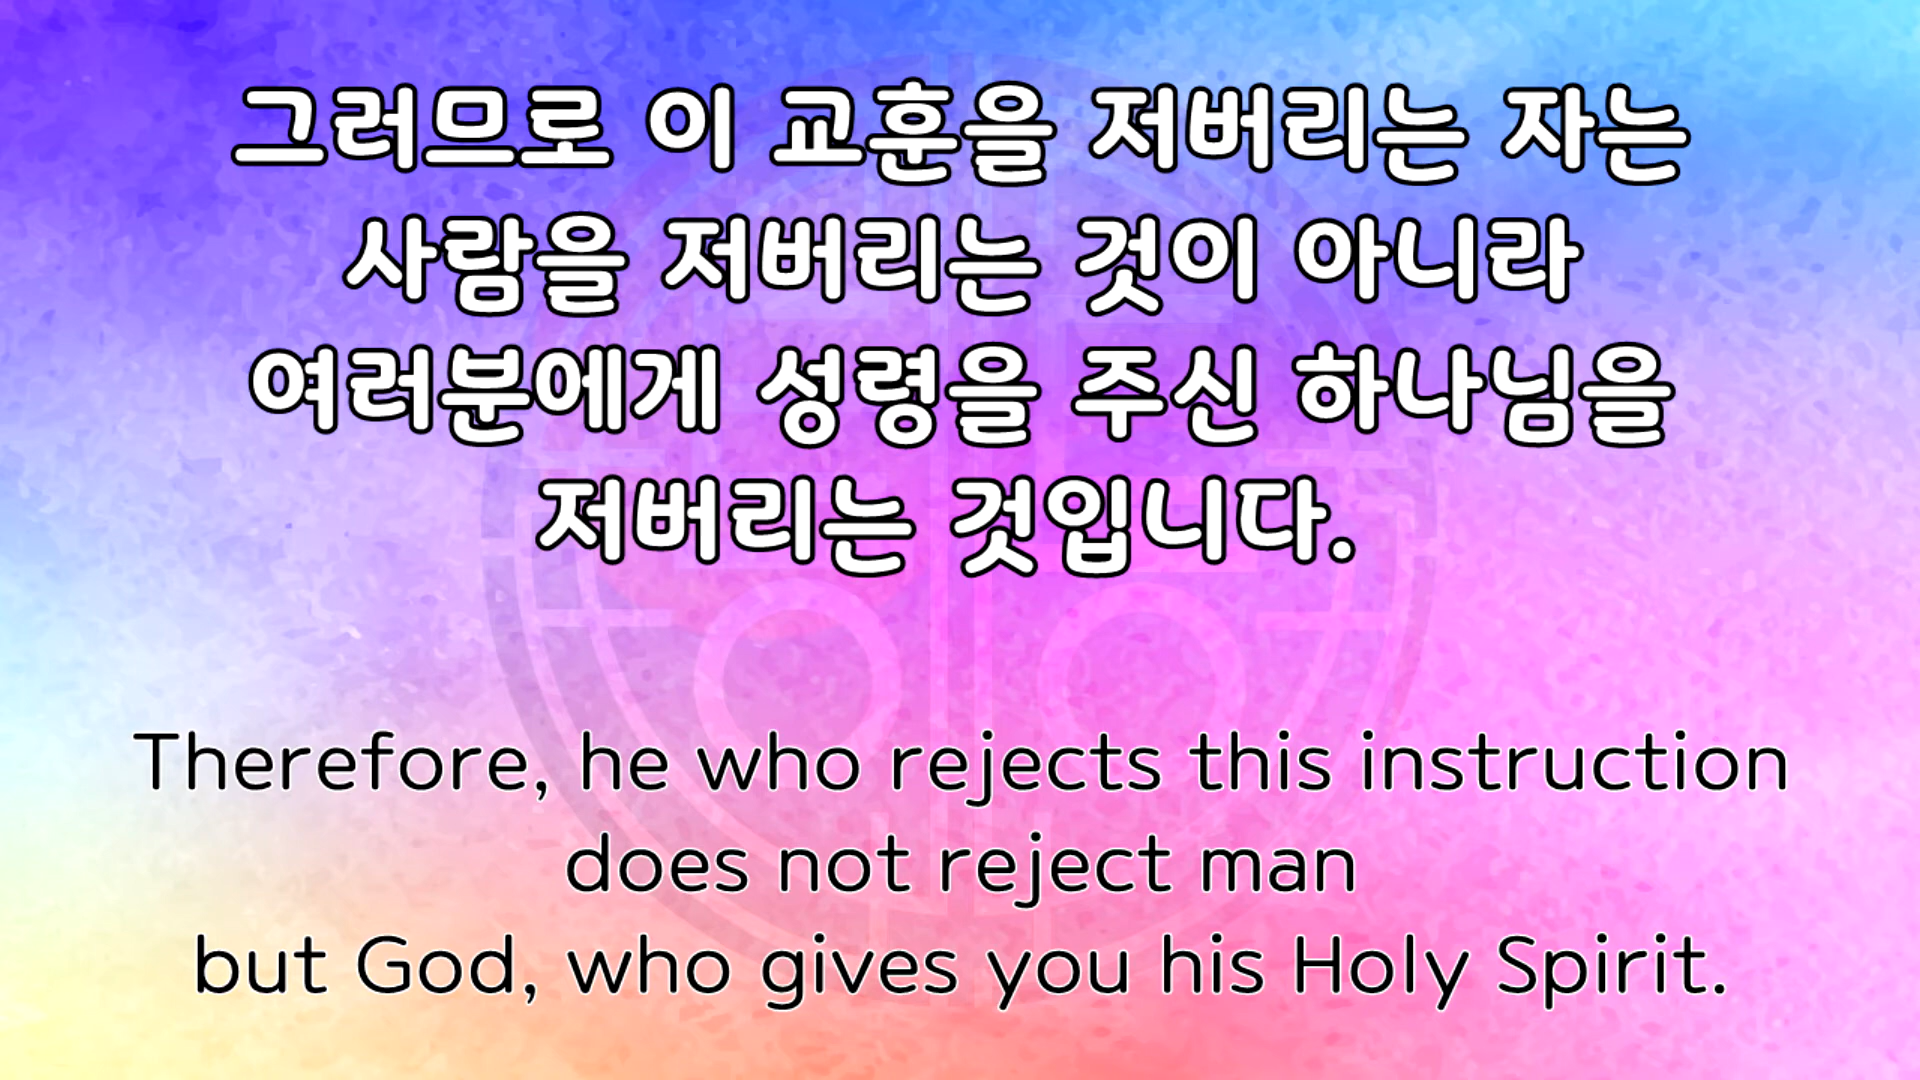 그러므로 이 교훈을 저버리는 자는
사람을 저버리는 것이 아니라
여러분에게 성령을 주신 하나님을
저버리는 것입니다.
Therefore, he who rejects this instruction
does not reject man
but God, who gives you his Holy Spirit.